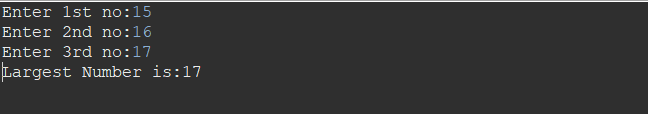 Enter 1st no:15
Enter 2nd no:16
Enter 3rd no:17
Largest Number is:17